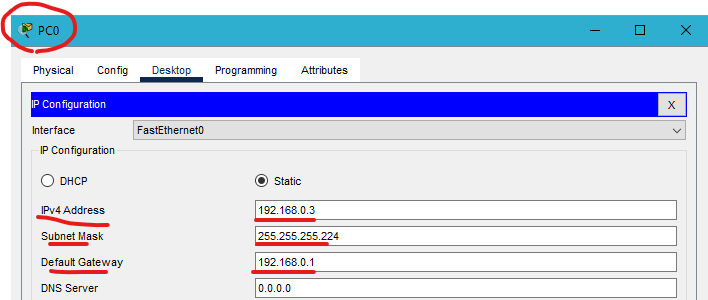 PC0
Physical Config Desktop Programming Attributes
IP Configuration X
Interface FastEthernet0
IP Configuration
DHCP Static
IPv4 Address 192.168.0.3
Subnet Mask 255.255.255.224
Default Gateway 192.168.0.1
DNS Server 0.0.0.0